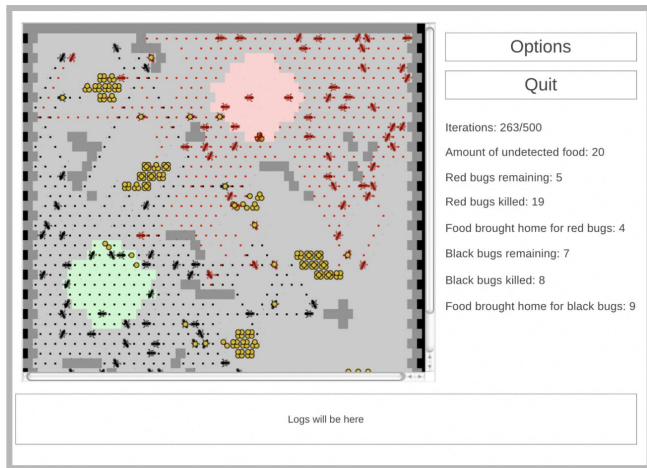 Options
Quit
Iterations: 263/500
Amount of undetected food: 20
Red bugs remaining: 5
Red bugs killed: 19
Food brought home for red bugs: 4
Black bugs remaining: 7
Black bugs killed: 8
Food brought home for black bugs: 9
Logs will be here